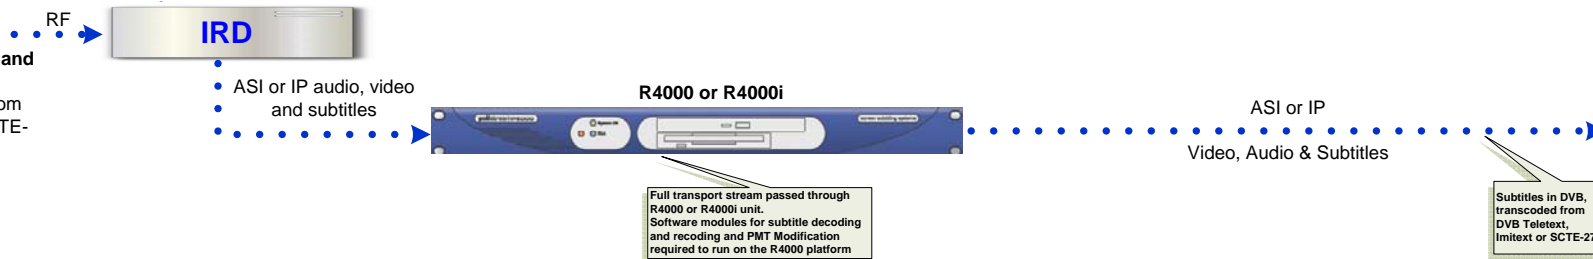 RF
IRD
and
om
TE-
ASI or IP audio, video
and subtitles
R4000 or R4000i
System OK
ASI or IP
Video, Audio & Subtitles
Full transport stream passed through
R4000 or R4000i unit.
Software modules for subtitle decoding
and recoding and PMT Modification
required to run on the R4000 platform
Subtitles in DVB,
transcoded from
DVB Teletext,
Imitext or SCTE-27